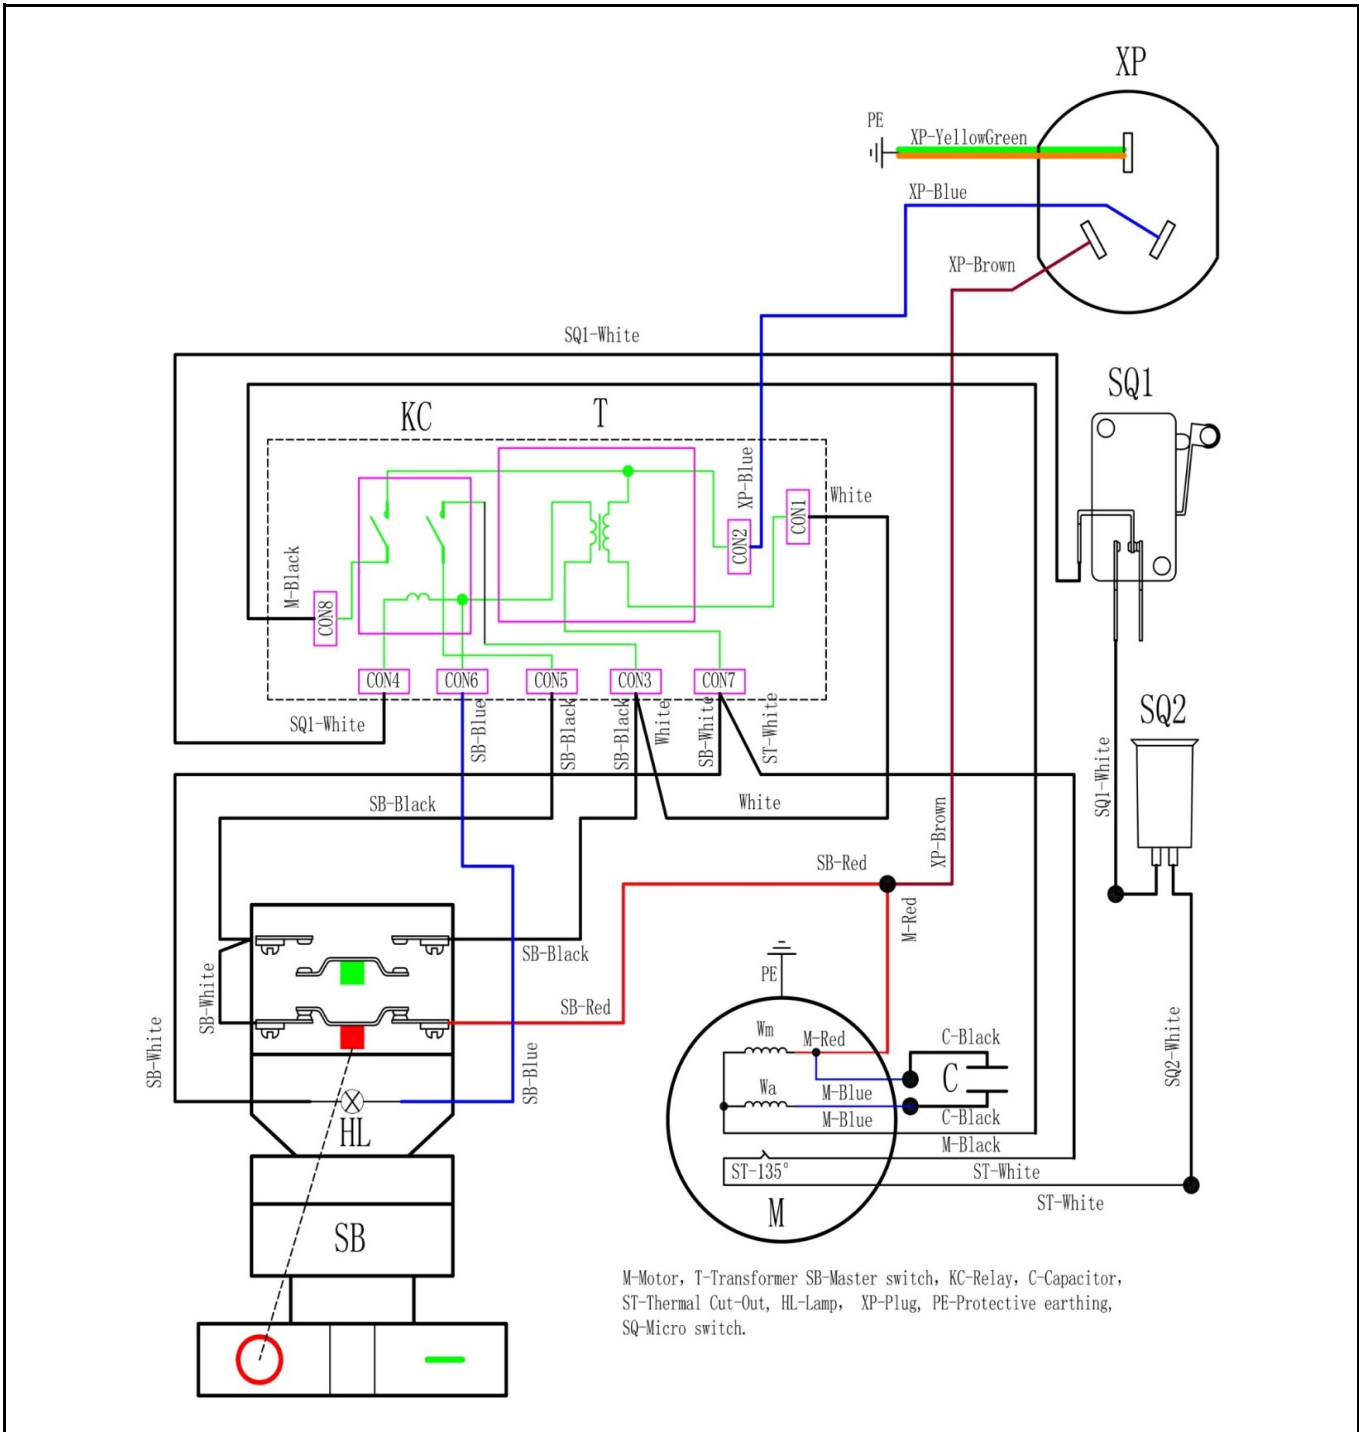 XP
PE
XP-YellowGreen
XP-Blue
XP-Brown
SQ1-White
SQ1
KC
T
XP-Blue
White
CON1
CON2
M-Black
CON8
CON4
CON6
CON5
CON3
CON7
SQ1-White
SB-Blue
SB-Black
SB-Black
White
SB-White
ST-White
SQ2
SB-Black
White
SQ1-White
XP-Brown
SB-Red
M-Red
SB-Black
PE
SB-White
SB-Red
Wm
M-Red
C-Black
SB-White
SB-Blue
SQ2-White
Wa
M-Blue
C
M-Blue
C-Black
HL
M-Black
ST-135°
ST-White
ST-White
M
SB
M-Motor, T-Transformer SB-Master switch, KC-Relay, C-Capacitor,
ST-Thermal Cut-Out, HL-Lamp, XP-Plug, PE-Protective earthing,
SQ-Micro switch.